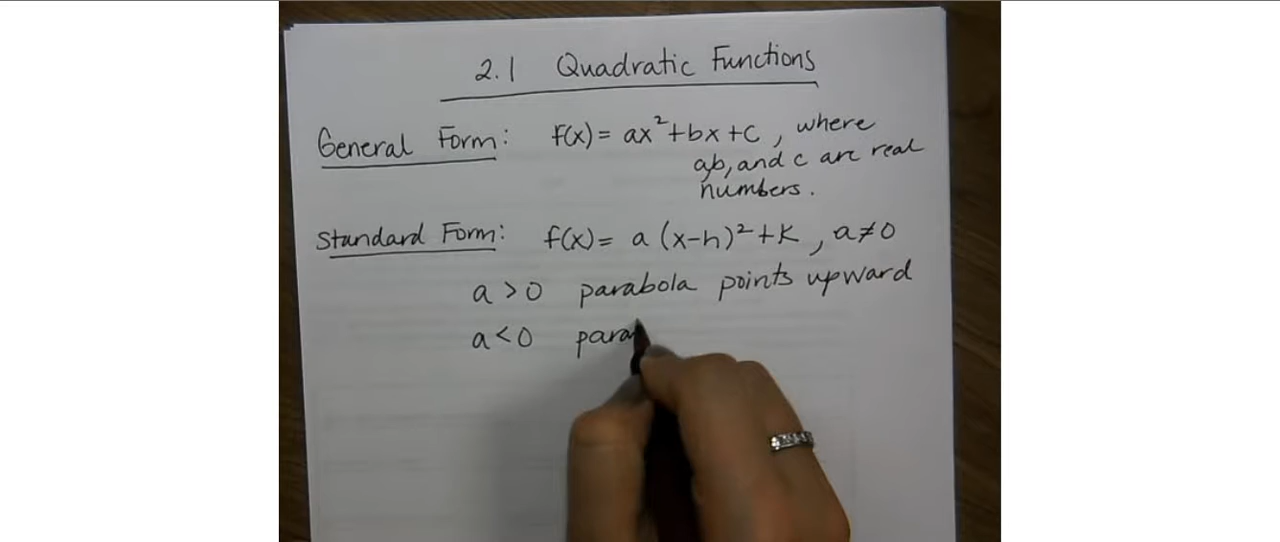 2.1 Quadratic Functions
General Form: f(x) = ax²+bx+c, where
a,b, and c are real
numbers.
Standard Form: f(x) = a (x-h)²+k, a≠0
a > 0 parabola points upward
a < 0 para